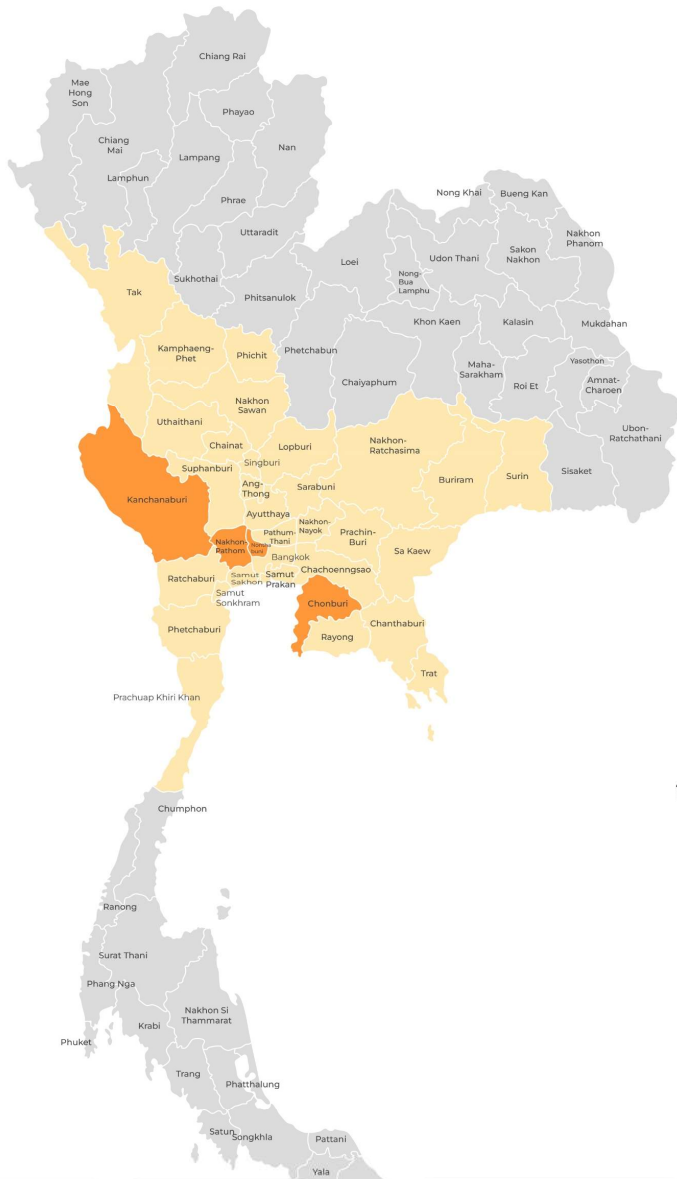 Chiang Rai
Mae
Hong
Son
Phayao
Chiang
Mai
Nan
Lampang
Lamphun
Phrae
Nong Khai
Bueng Kan
Uttaradit
Nakhon
Phanom
Sakon
Nakhon
Udon Thani
Loei
Sukhothai
Nong-
Bua
Lamphu
Tak
Phitsanulok
Khon Kaen
Kalasin
Mukdahan
Kamphaeng-
Phet
Phichit
Phetchabun
Maha-
Sarakham
Yasothon
Roi Et
Amnat-
Charoen
Chaiyaphum
Nakhon
Sawan
Uthaithani
Ubon-
Ratchathani
Chainat
Lopburi
Nakhon-
Ratchasima
Singburi
Suphanburi
Sisaket
Surin
Buriram
Ang-
Thong
Sarabuni
Kanchanaburi
Ayutthaya
Nakhon-
Nayok
Pathum-
Thani
Prachin-
Buri
Nakhon-
Pathom
buni
Bangkok
Sa Kaew
Chachoenngsao
Ratchaburi
Samut
Sakhon
Samut
Prakan
Samut
Sonkhram
Chonburi
Phetchaburi
Rayong
Chanthaburi
Trat
Prachuap Khiri Khan
Chumphon
Ranong
Surat Thani
Phang Nga
Nakhon Si
Thammarat
Krabi
Phuket
Trang
Phatthalung
Satun
Songkhla
Pattani
Yala